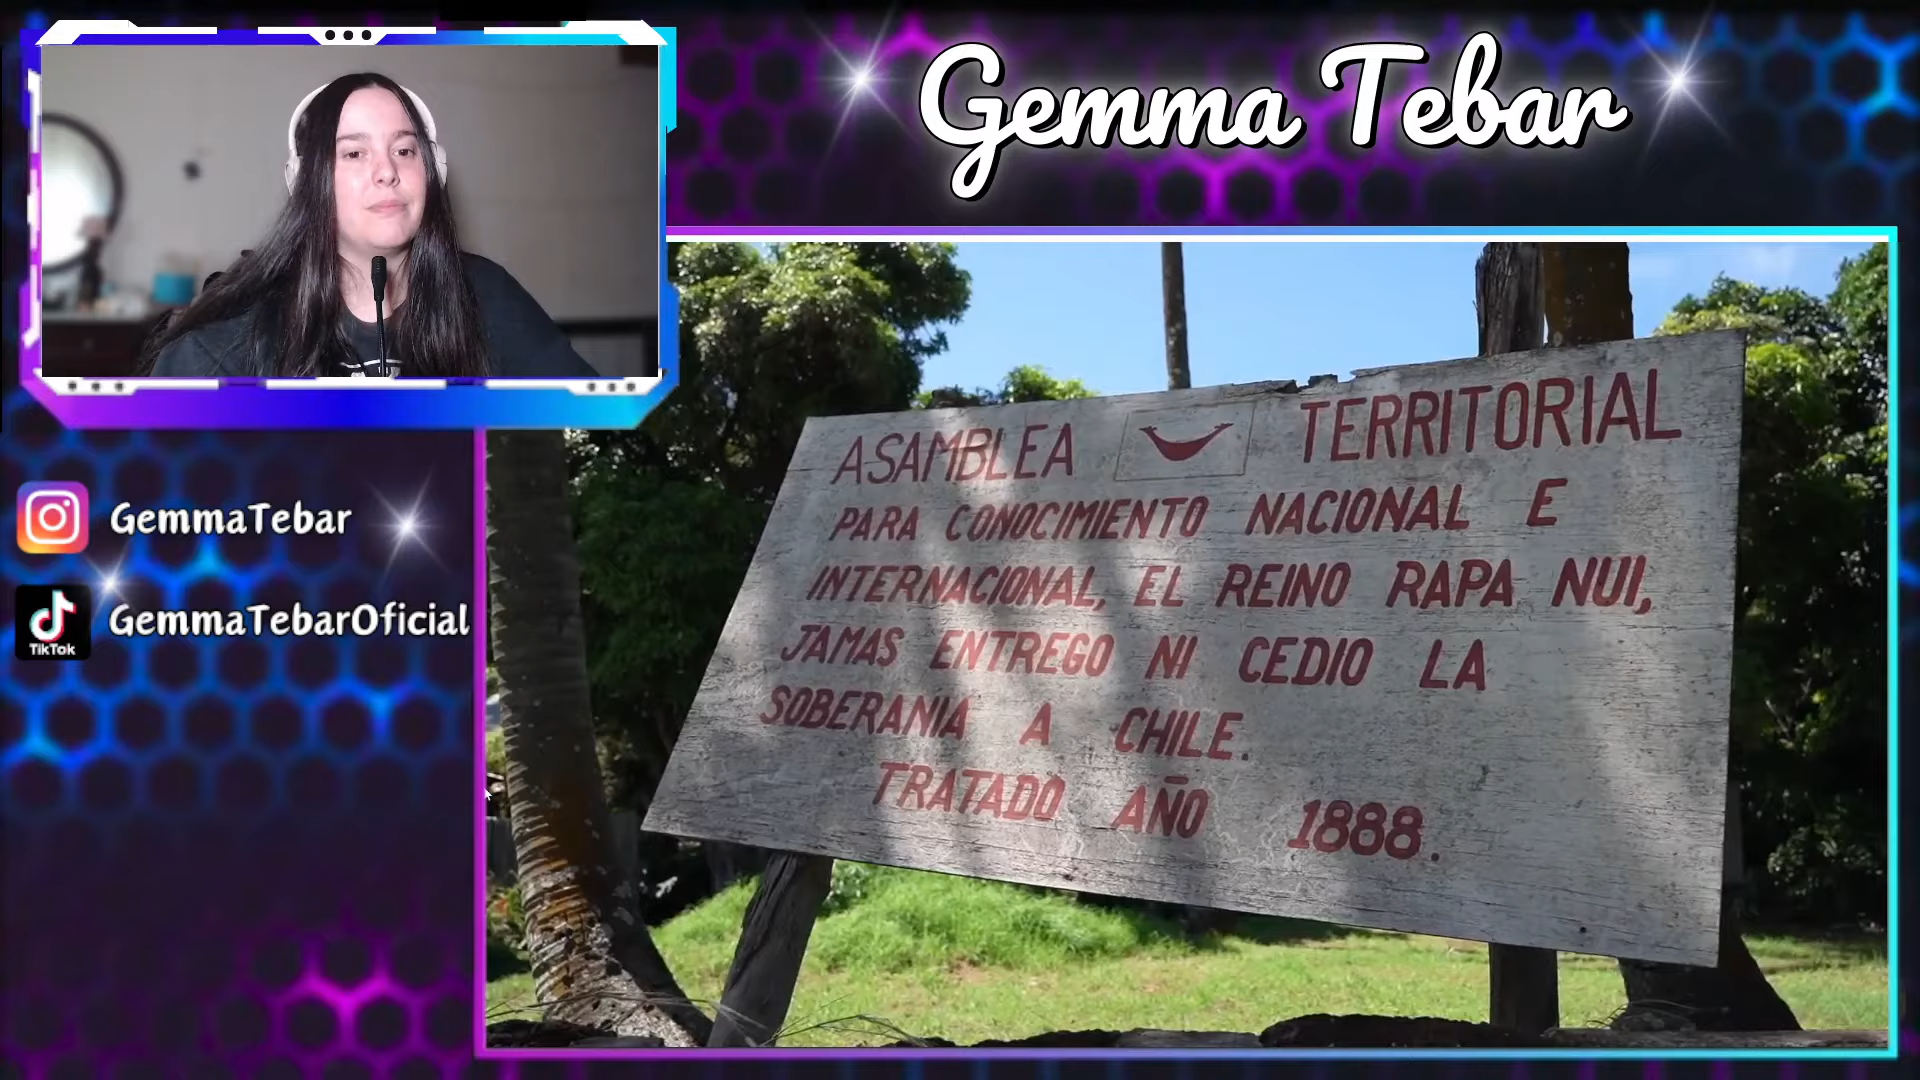 Gemma Tebar
GemmaTebar
GemmaTebarOficial
TikTok
ASAMBLEA TERRITORIAL
PARA CONOCIMIENTO NACIONAL E
INTERNACIONAL, EL REINO RAPA NUI,
JAMAS ENTREGO NI CEDIO LA
SOBERANIA A CHILE.
TRATADO AÑO 1888.